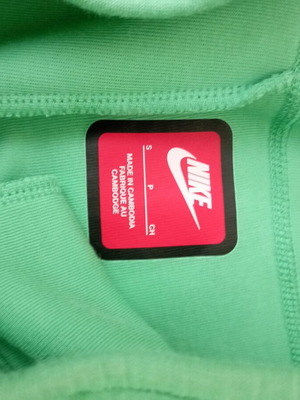 NIKE
S P CH
MADE IN CAMBODIA
FABRIQUE AU
CAMBODGE